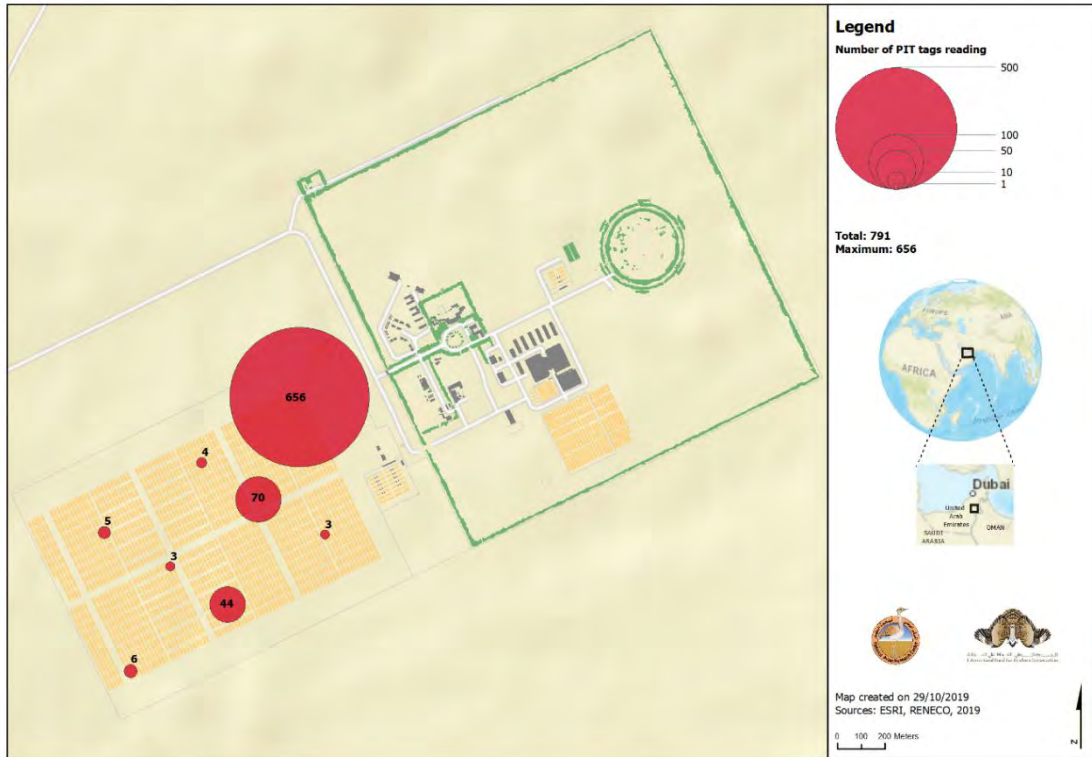 Legend
Number of PIT tags reading
500
100
50
10
1
Total: 791
Maximum: 656
EUROPE
ASIA
AFRICA
Dubai
United
Arab
Emirates
OMAN
SAUDI
ARABIA
Map created on 29/10/2019
Sources: ESRI, RENECO, 2019
0 100 200 Meters
N
656
4
70
5
3
3
44
6